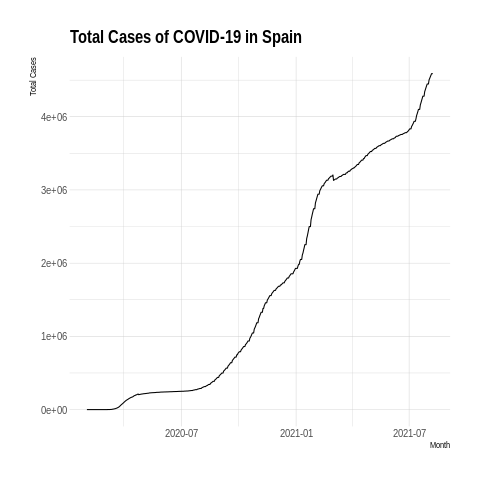 Total Cases of COVID-19 in Spain
Total Cases
4e+06
3e+06
2e+06
1e+06
0e+00
2020-07
2021-01
2021-07
Month